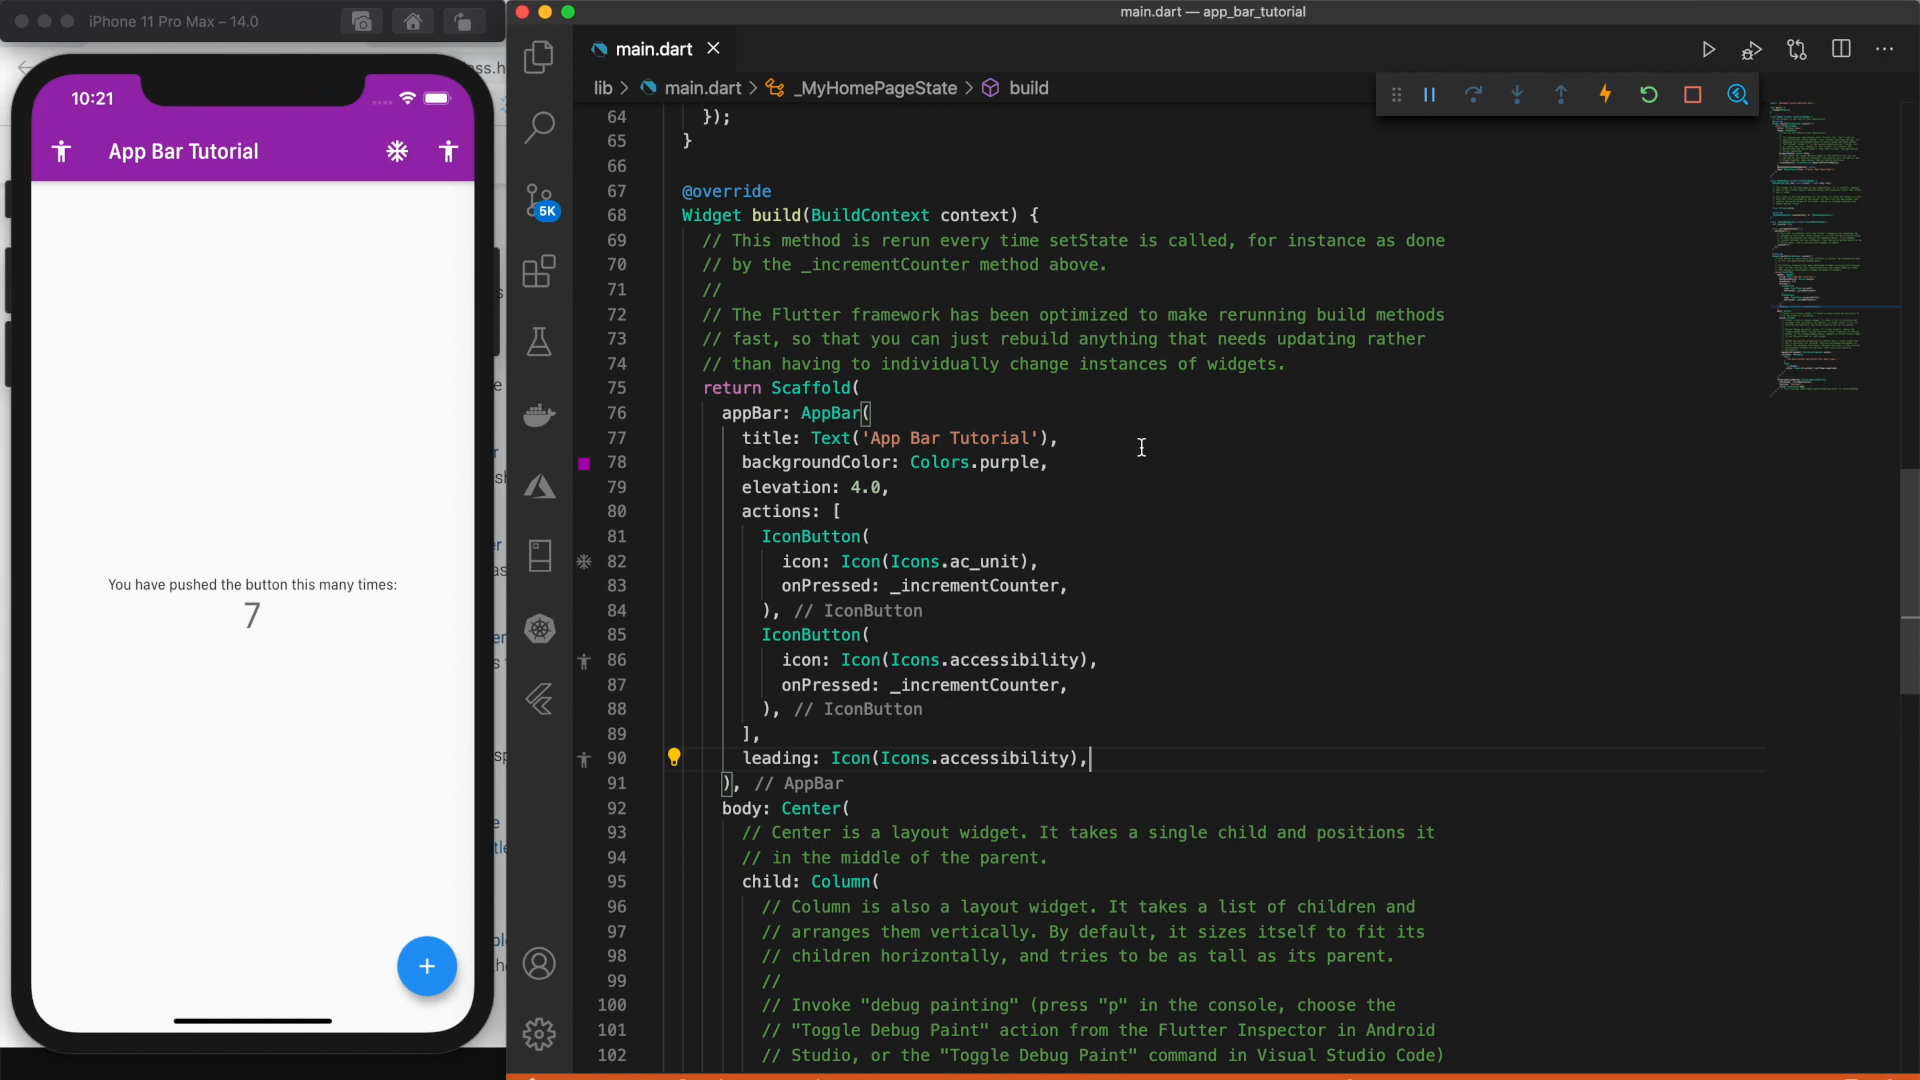 iPhone 11 Pro Max – 14.0
10:21
App Bar Tutorial
You have pushed the button this many times:
7
+
main.dart — app_bar_tutorial
main.dart
lib > main.dart > _MyHomePageState > build
5K
64 });
65 }
66
67 @override
68 Widget build(BuildContext context) {
69 // This method is rerun every time setState is called, for instance as done
70 // by the _incrementCounter method above.
71 //
72 // The Flutter framework has been optimized to make rerunning build methods
73 // fast, so that you can just rebuild anything that needs updating rather
74 // than having to individually change instances of widgets.
75 return Scaffold(
76 appBar: AppBar(
77 title: Text('App Bar Tutorial'),
78 backgroundColor: Colors.purple,
79 elevation: 4.0,
80 actions: [
81 IconButton(
82 icon: Icon(Icons.ac_unit),
83 onPressed: _incrementCounter,
84 ), // IconButton
85 IconButton(
86 icon: Icon(Icons.accessibility),
87 onPressed: _incrementCounter,
88 ), // IconButton
89 ],
90 leading: Icon(Icons.accessibility),
91 ), // AppBar
92 body: Center(
93 // Center is a layout widget. It takes a single child and positions it
94 // in the middle of the parent.
95 child: Column(
96 // Column is also a layout widget. It takes a list of children and
97 // arranges them vertically. By default, it sizes itself to fit its
98 // children horizontally, and tries to be as tall as its parent.
99 //
100 // Invoke "debug painting" (press "p" in the console, choose the
101 // "Toggle Debug Paint" action from the Flutter Inspector in Android
102 // Studio, or the "Toggle Debug Paint" command in Visual Studio Code)